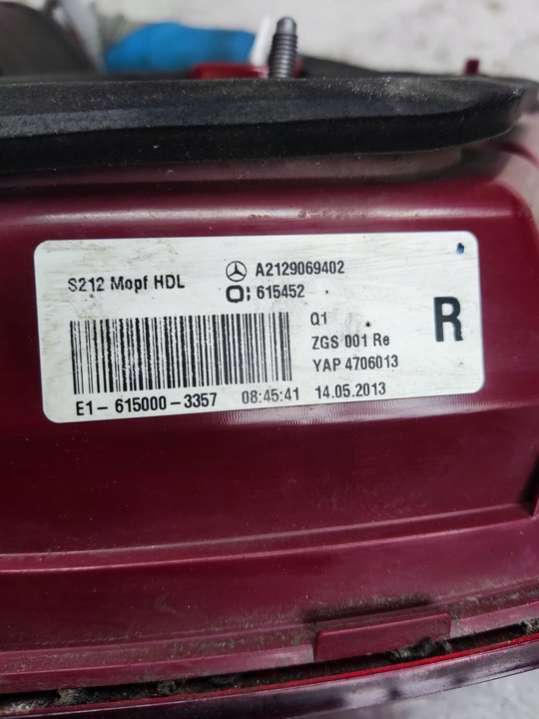 S212 Mopf HDL
A2129069402
O: 615452
Q1
ZGS 001 Re
YAP 4706013
R
E1-615000-3357 08:45:41 14.05.2013